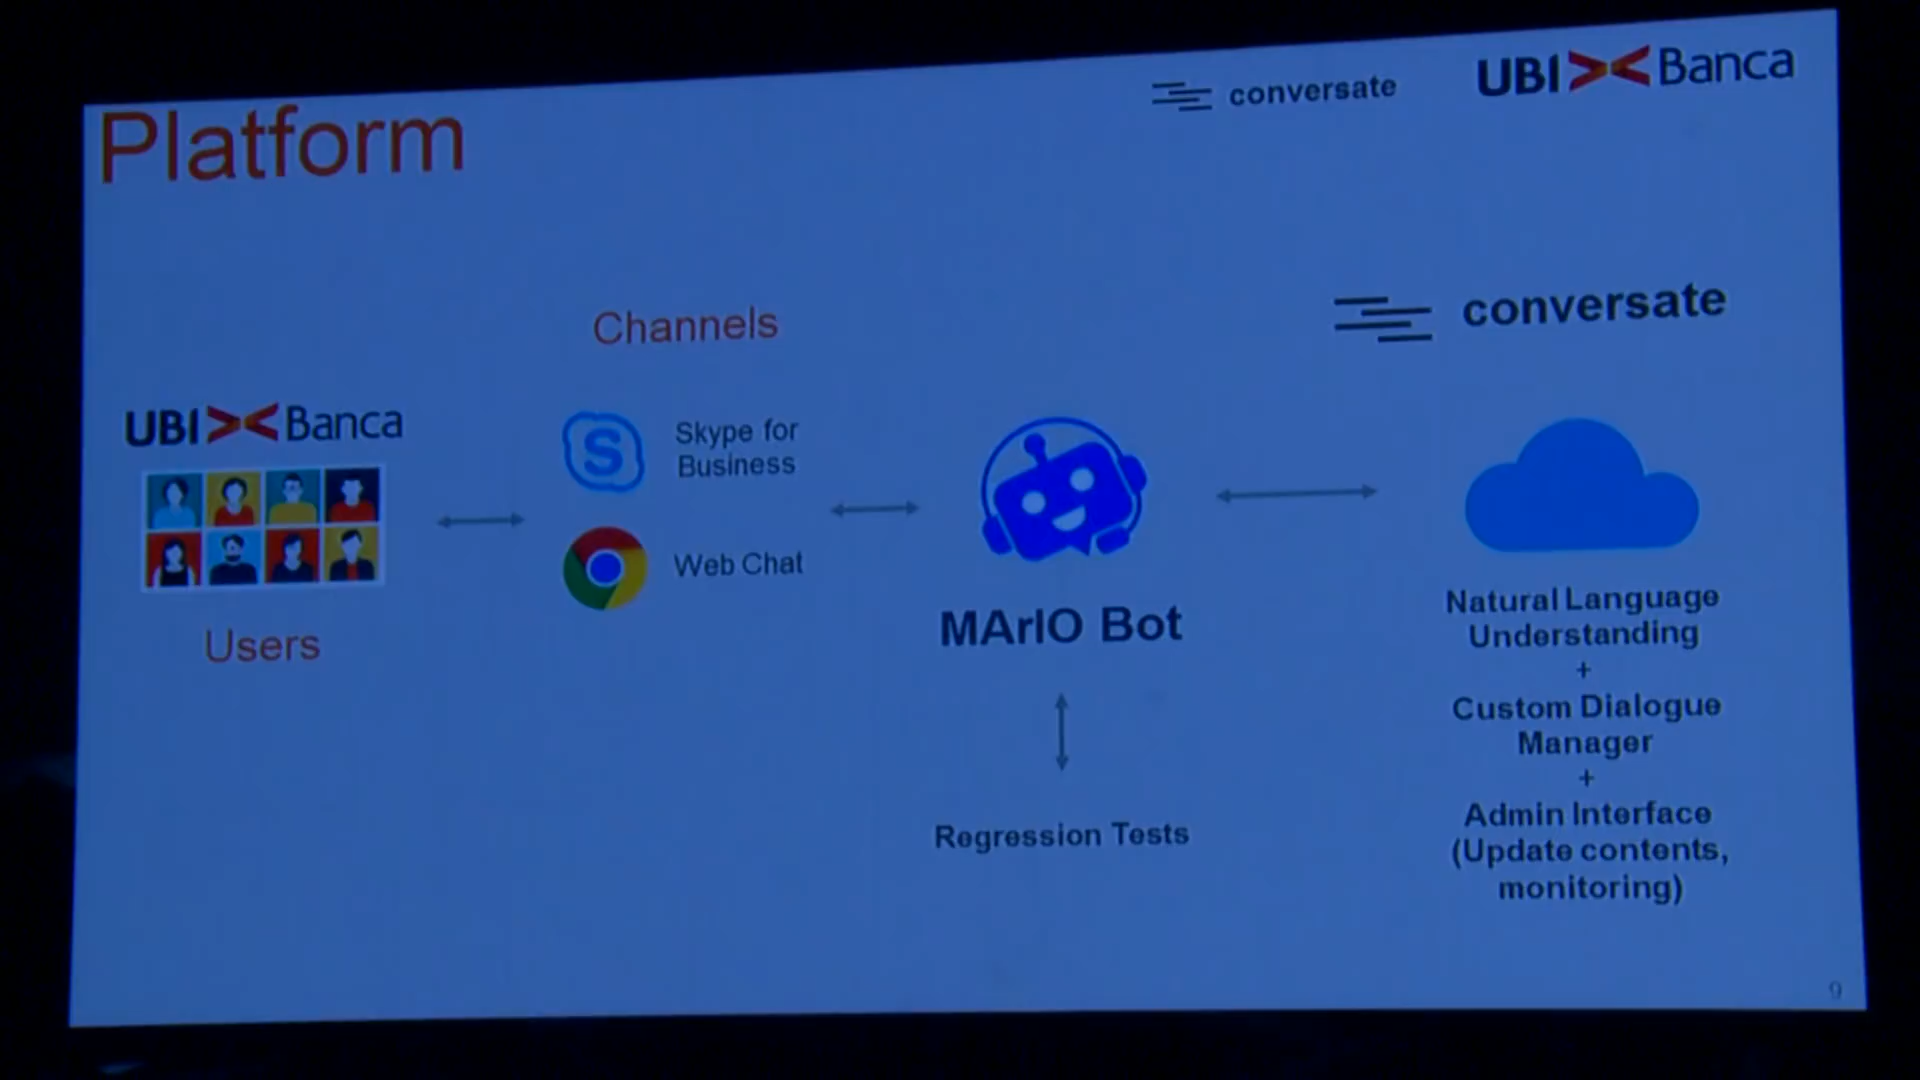 Platform
conversate
UBI Banca
Channels
conversate
UBI Banca
Skype for
Business
Web Chat
Users
MArIO Bot
Regression Tests
Natural Language
Understanding
+
Custom Dialogue
Manager
+
Admin Interface
(Update contents,
monitoring)
9